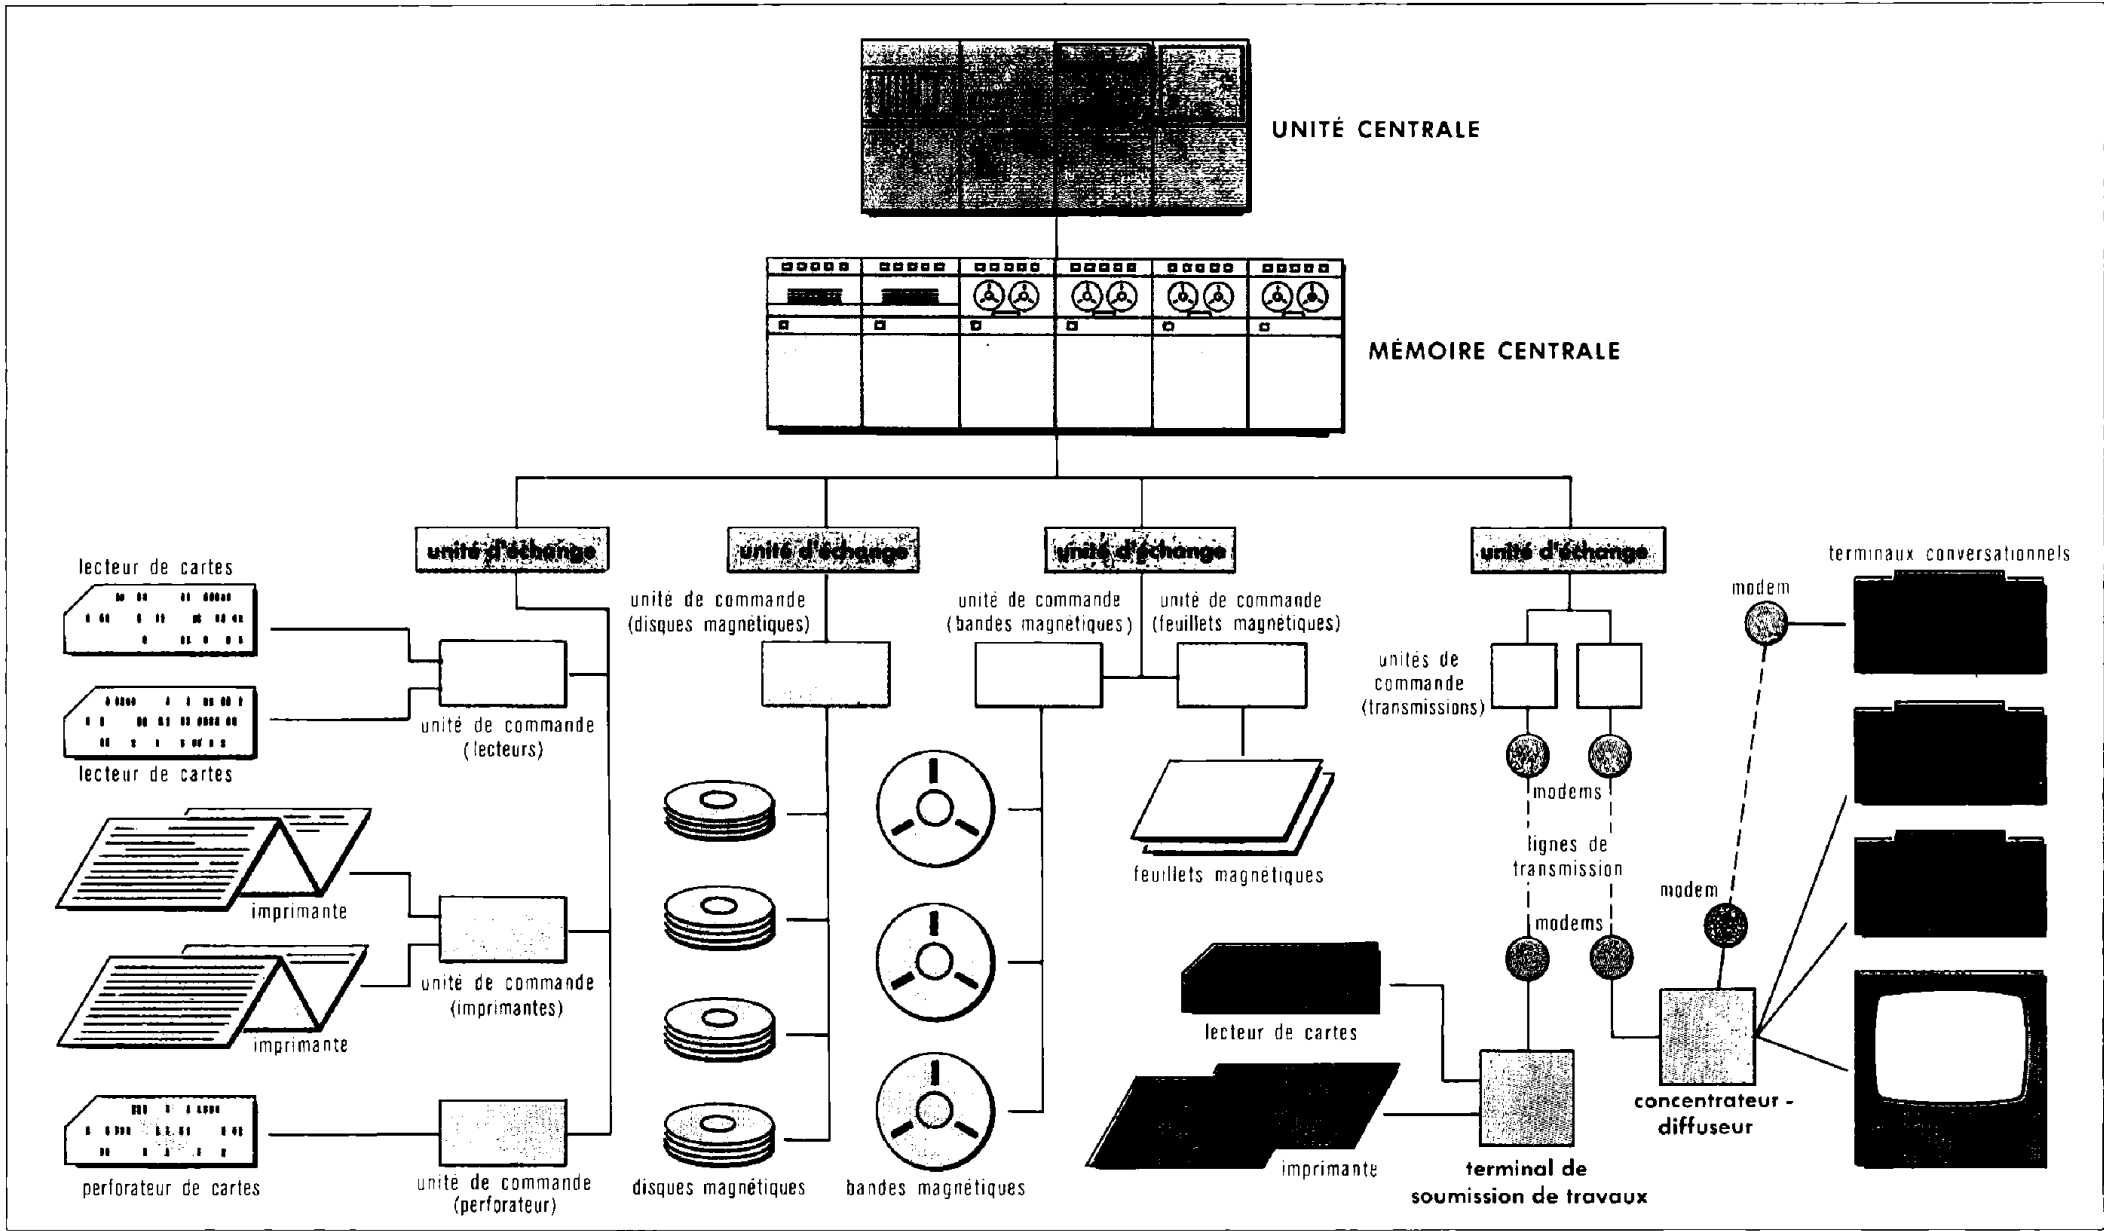 UNITÉ CENTRALE
MÉMOIRE CENTRALE
unité d'échange
unité d'échange
unité d'échange
unité d'échange
lecteur de cartes
lecteur de cartes
unité de commande
(lecteurs)
imprimante
imprimante
unité de commande
(imprimantes)
perforateur de cartes
unité de commande
(perforateur)
unité de commande
(disques magnétiques)
disques magnétiques
unité de commande
(bandes magnétiques)
bandes magnétiques
unité de commande
(feuillets magnétiques)
feuillets magnétiques
unités de
commande
(transmissions)
modems
lignes de
transmission
modems
lecteur de cartes
imprimante
terminal de
soumission de travaux
modem
modem
concentrateur -
diffuseur
terminaux conversationnels